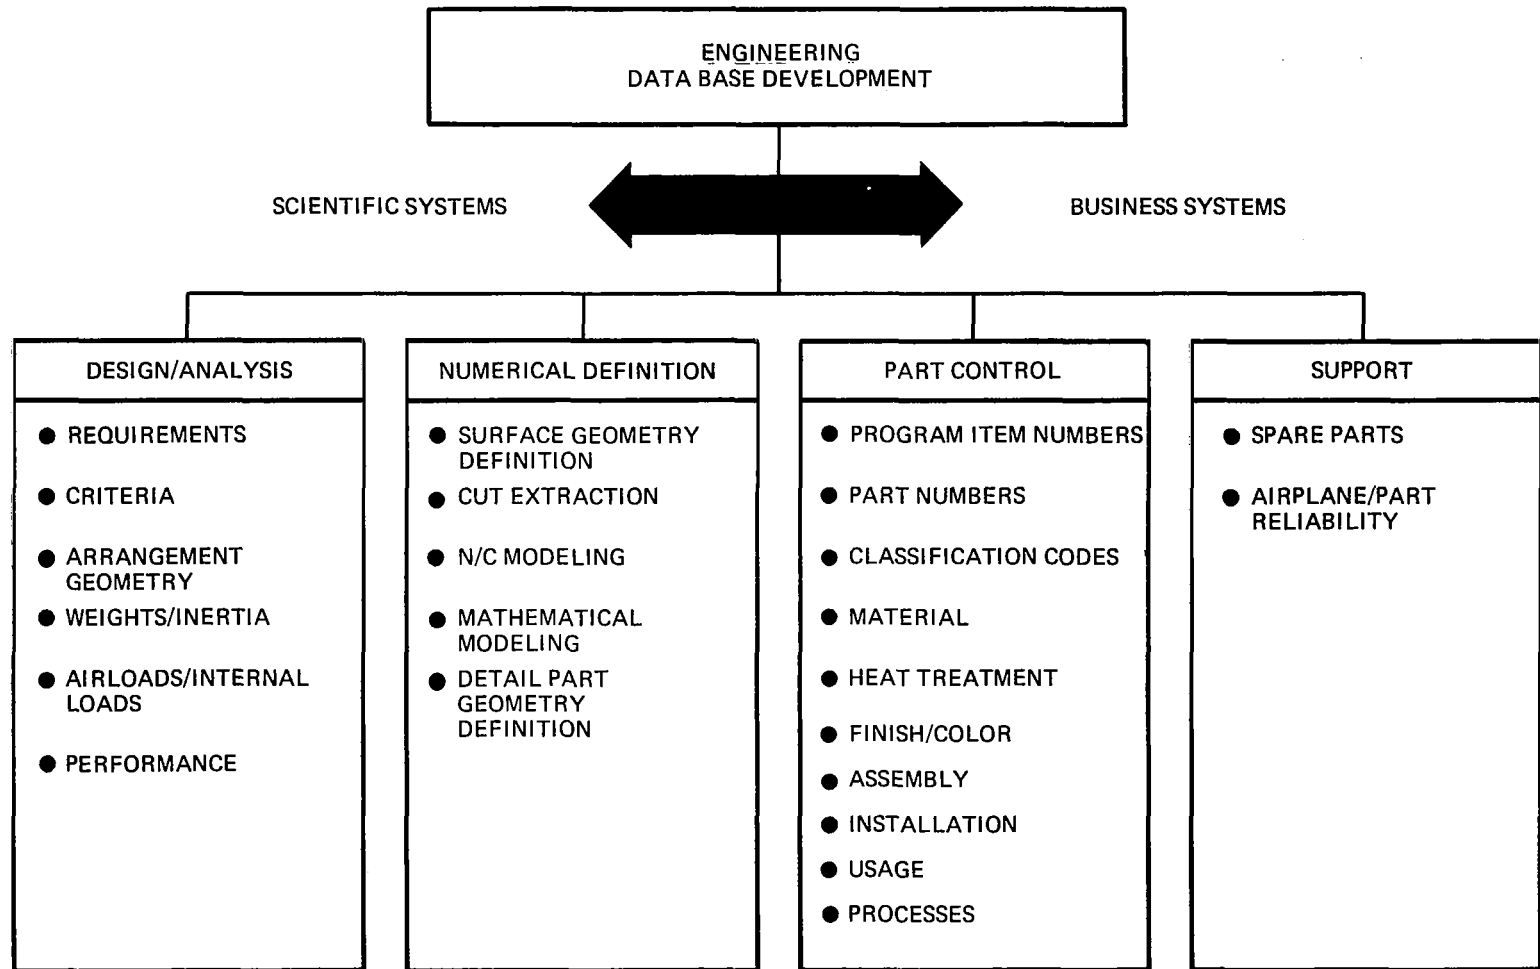 ENGINEERING
DATA BASE DEVELOPMENT
SCIENTIFIC SYSTEMS
BUSINESS SYSTEMS
DESIGN/ANALYSIS
● REQUIREMENTS
● CRITERIA
● ARRANGEMENT
GEOMETRY
● WEIGHTS/INERTIA
● AIRLOADS/INTERNAL
LOADS
● PERFORMANCE
NUMERICAL DEFINITION
● SURFACE GEOMETRY
DEFINITION
● CUT EXTRACTION
● N/C MODELING
● MATHEMATICAL
MODELING
● DETAIL PART
GEOMETRY
DEFINITION
PART CONTROL
● PROGRAM ITEM NUMBERS
● PART NUMBERS
● CLASSIFICATION CODES
● MATERIAL
● HEAT TREATMENT
● FINISH/COLOR
● ASSEMBLY
● INSTALLATION
● USAGE
● PROCESSES
SUPPORT
● SPARE PARTS
● AIRPLANE/PART
RELIABILITY